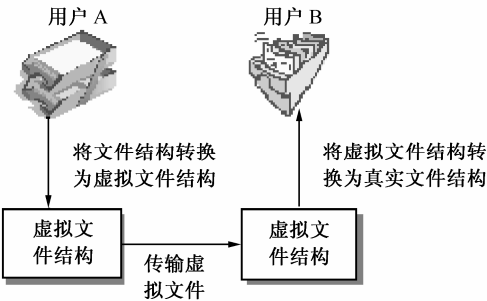 用户 A
用户 B
将文件结构转换
为虚拟文件结构
将虚拟文件结构转
换为真实文件结构
虚拟文
件结构
传输虚
拟文件
虚拟文
件结构